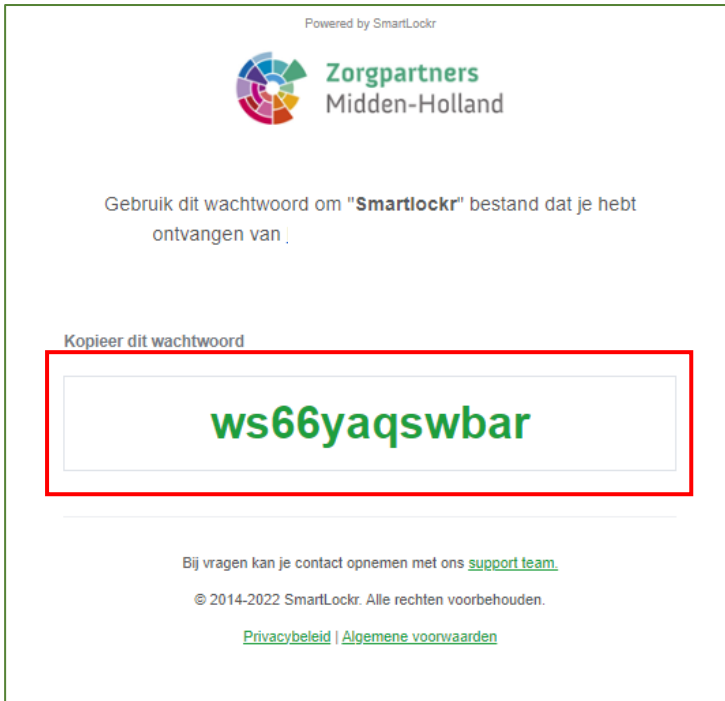 Powered by SmartLockr
Zorgpartners
Midden-Holland
Gebruik dit wachtwoord om "Smartlockr" bestand dat je hebt
ontvangen van
Kopieer dit wachtwoord
ws66yaqswbar
Bij vragen kan je contact opnemen met ons support team.
© 2014-2022 SmartLockr. Alle rechten voorbehouden.
Privacybeleid | Algemene voorwaarden